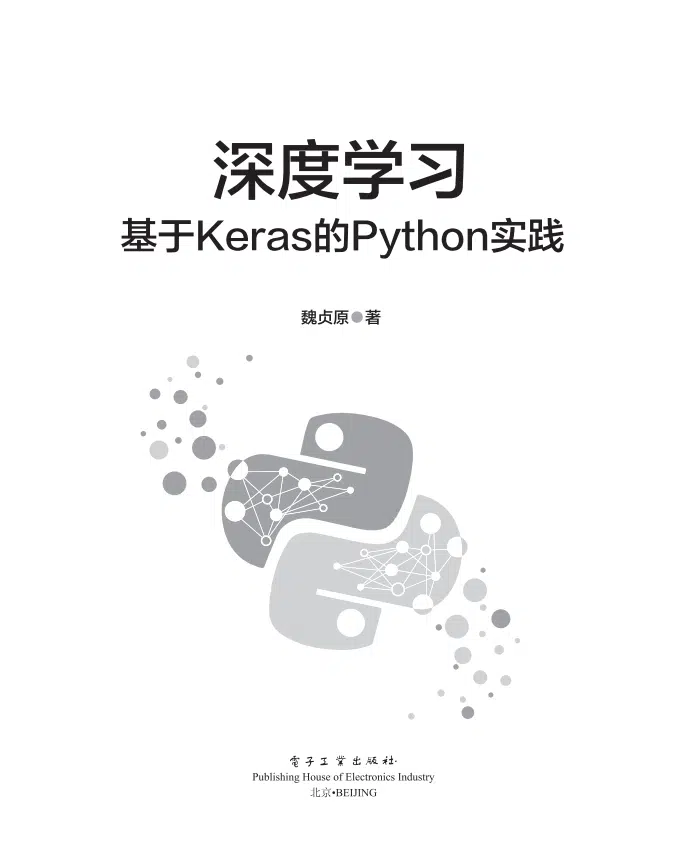 深度学习
基于Keras的Python实践
魏贞原●著
電子工業出版社
Publishing House of Electronics Industry
北京•BEIJING